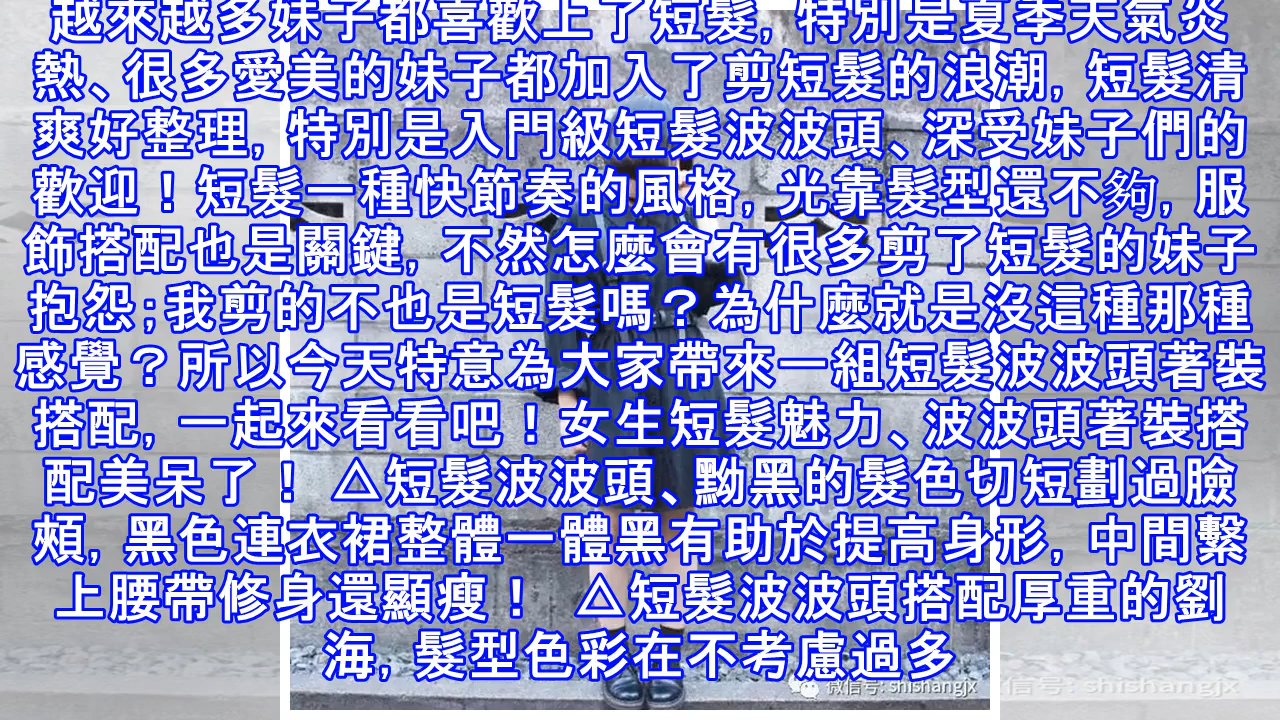 越來越多妹子都喜歡上了短髮, 特別是夏季天氣炎
熱、很多愛美的妹子都加入了剪短髮的浪潮, 短髮清
爽好整理, 特別是入門級短髮波波頭、深受妹子們的
歡迎！短髮一種快節奏的風格, 光靠髮型還不夠, 服
飾搭配也是關鍵, 不然怎麼會有很多剪了短髮的妹子
抱怨;我剪的不也是短髮嗎？為什麼就是沒這種那種
感覺？所以今天特意為大家帶來一組短髮波波頭著裝
搭配, 一起來看看吧！女生短髮魅力、波波頭著裝搭
配美呆了！ △短髮波波頭、黝黑的髮色切短劃過臉
頰, 黑色連衣裙整體一體黑有助於提高身形, 中間繫
上腰帶修身還顯瘦！ △短髮波波頭搭配厚重的劉
海, 髮型色彩在不考慮過多
微信号: shishangjx
信号: shishangjx